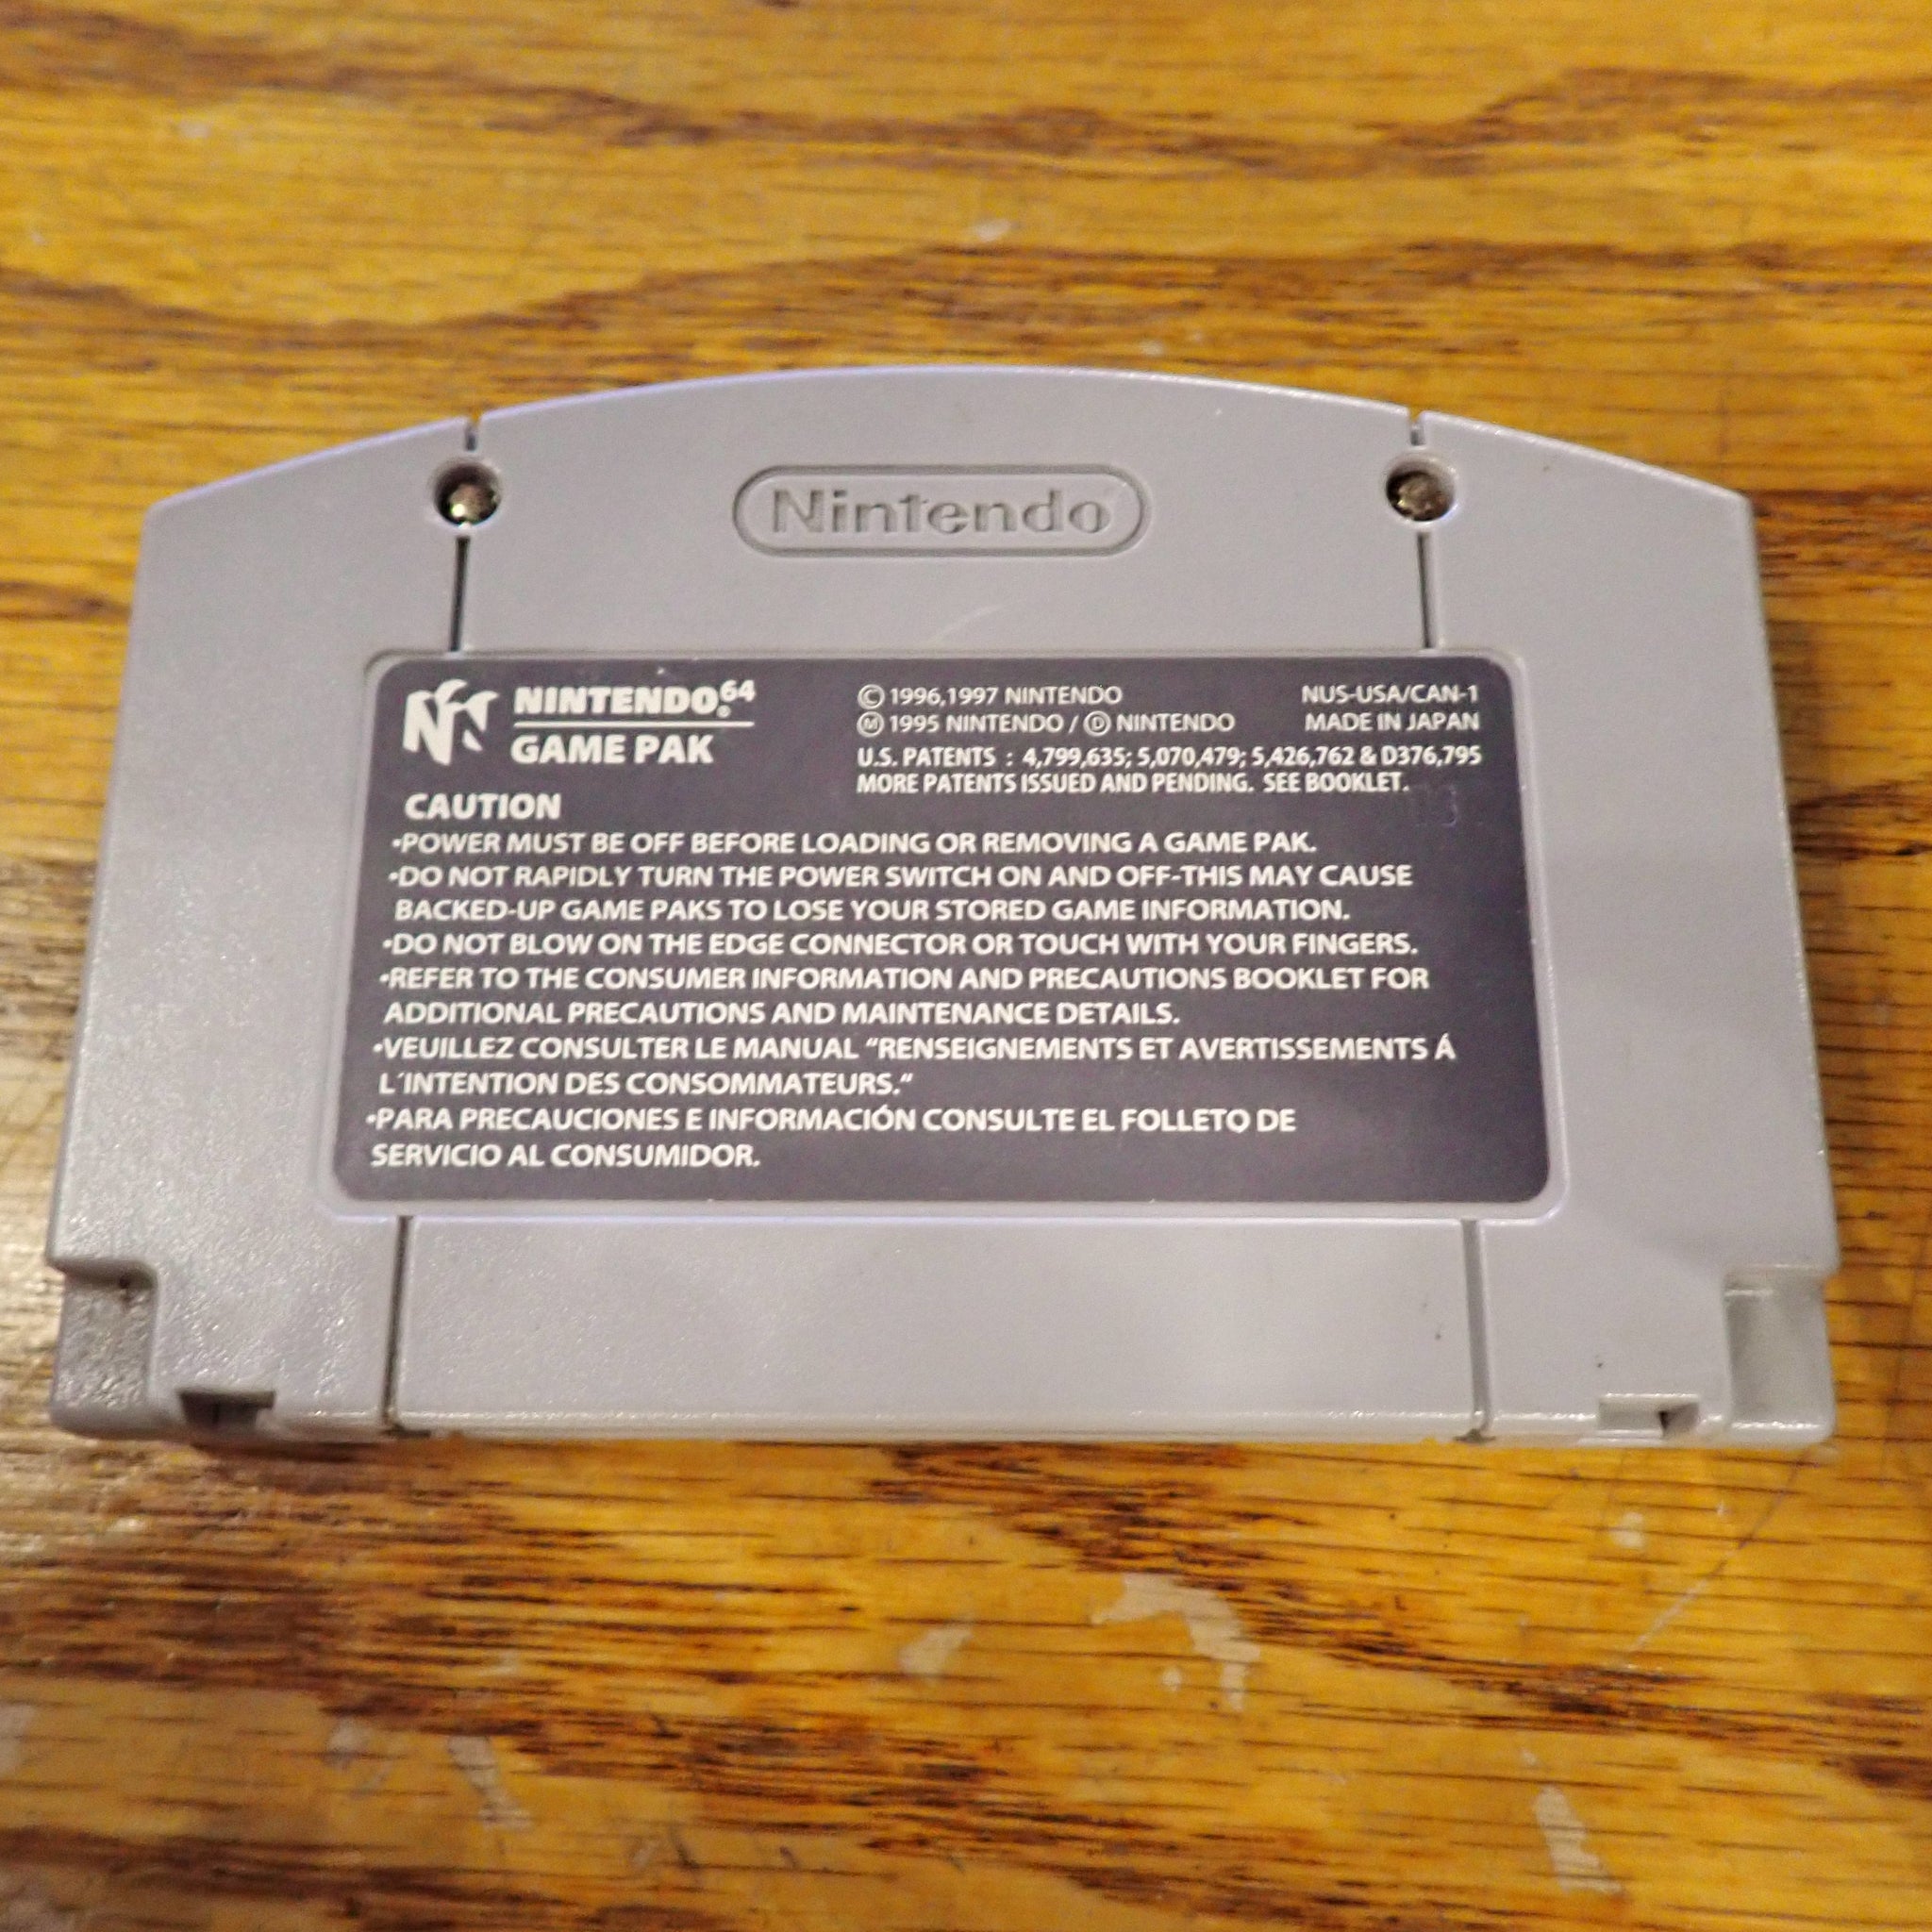 Nintendo
NINTENDO 64®
GAME PAK
© 1996,1997 NINTENDO
NUS-USA/CAN-1
Ⓜ 1995 NINTENDO / Ⓓ NINTENDO
MADE IN JAPAN
U.S. PATENTS : 4,799,635; 5,070,479; 5,426,762 & D376,795
MORE PATENTS ISSUED AND PENDING. SEE BOOKLET.
CAUTION
•POWER MUST BE OFF BEFORE LOADING OR REMOVING A GAME PAK.
•DO NOT RAPIDLY TURN THE POWER SWITCH ON AND OFF-THIS MAY CAUSE
BACKED-UP GAME PAKS TO LOSE YOUR STORED GAME INFORMATION.
•DO NOT BLOW ON THE EDGE CONNECTOR OR TOUCH WITH YOUR FINGERS.
•REFER TO THE CONSUMER INFORMATION AND PRECAUTIONS BOOKLET FOR
ADDITIONAL PRECAUTIONS AND MAINTENANCE DETAILS.
•VEUILLEZ CONSULTER LE MANUAL "RENSEIGNEMENTS ET AVERTISSEMENTS Á
L´INTENTION DES CONSOMMATEURS."
•PARA PRECAUCIONES E INFORMACIÓN CONSULTE EL FOLLETO DE
SERVICIO AL CONSUMIDOR.